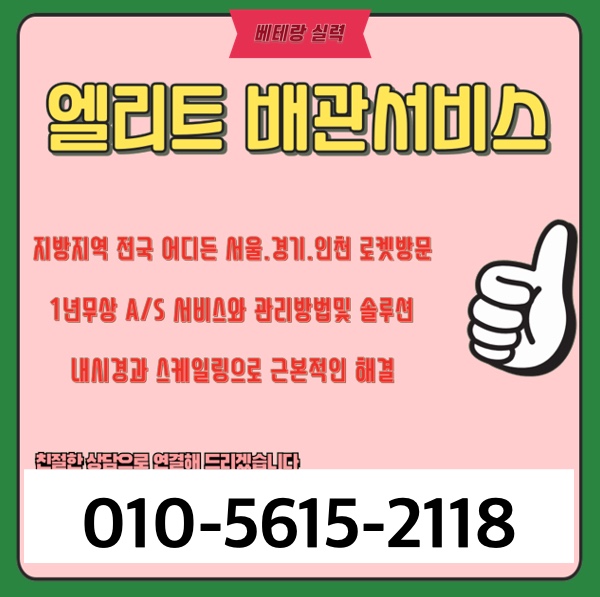 베테랑 실력
엘리트 배관서비스
지방지역 전국 어디든 서울.경기.인천 로켓방문
1년무상 A/S 서비스와 관리방법및 솔루션
내시경과 스케일링으로 근본적인 해결
친절한 상담으로 연결해 드리겠습니다
010-5615-2118